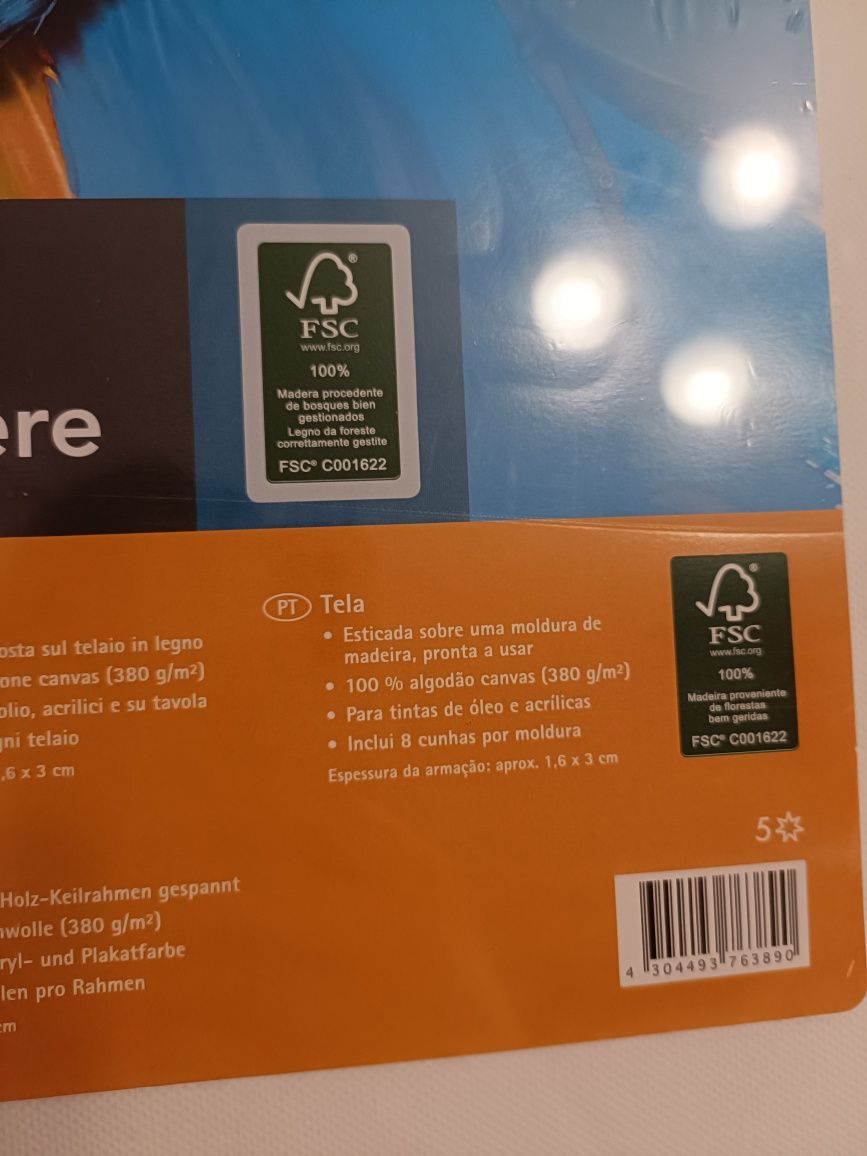 FSC®
www.fsc.org
100%
Madera procedente
de bosques bien
gestionados
Legno da foreste
correttamente gestite
FSC® C001622
ere
osta sul telaio in legno
one canvas (380 g/m²)
olio, acrilici e su tavola
gni telaio
,6 x 3 cm
PT Tela
• Esticada sobre uma moldura de
madeira, pronta a usar
• 100 % algodão canvas (380 g/m²)
• Para tintas de óleo e acrílicas
• Inclui 8 cunhas por moldura
Espessura da armação: aprox. 1,6 x 3 cm
FSC®
www.fsc.org
100%
Madeira proveniente
de florestas
bem geridas
FSC® C001622
5
Holz-Keilrahmen gespannt
wolle (380 g/m²)
ryl- und Plakatfarbe
len pro Rahmen
cm
4 304493 763890